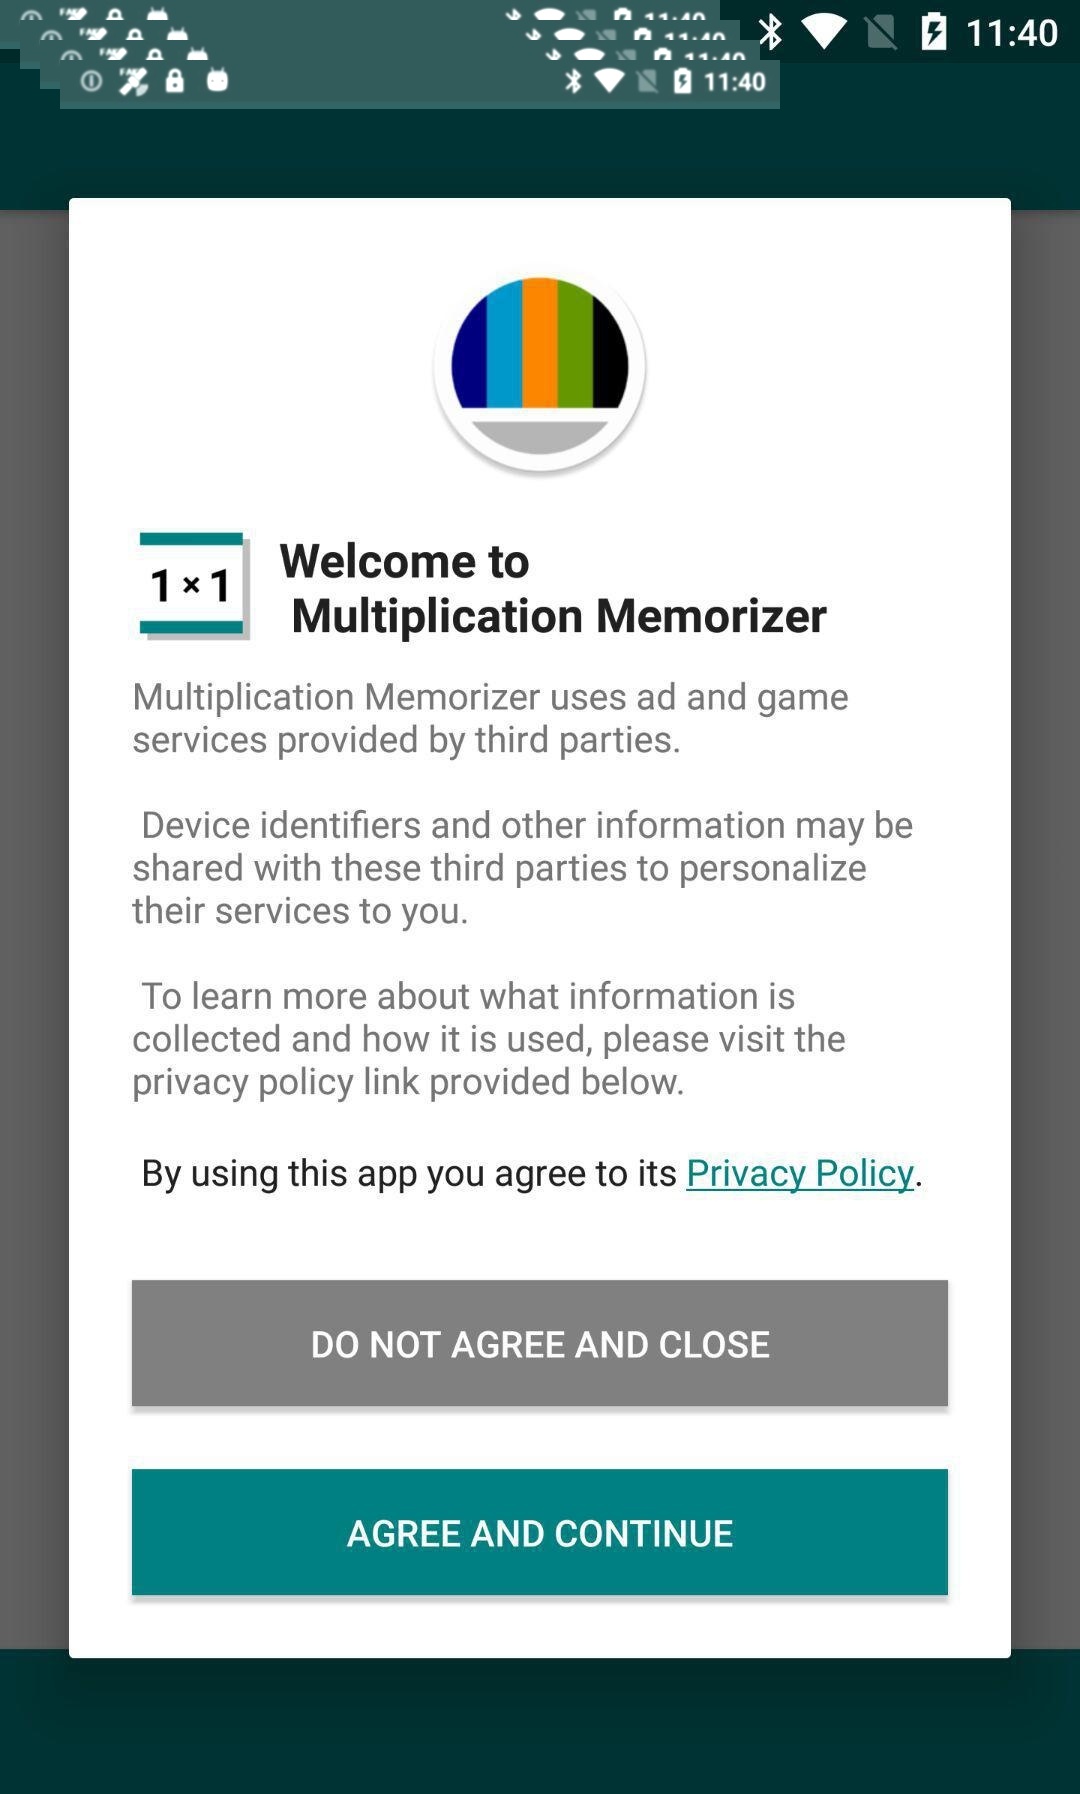 11:40
11:40
1 × 1
Welcome to
Multiplication Memorizer
Multiplication Memorizer uses ad and game
services provided by third parties.
Device identifiers and other information may be
shared with these third parties to personalize
their services to you.
To learn more about what information is
collected and how it is used, please visit the
privacy policy link provided below.
By using this app you agree to its Privacy Policy.
DO NOT AGREE AND CLOSE
AGREE AND CONTINUE